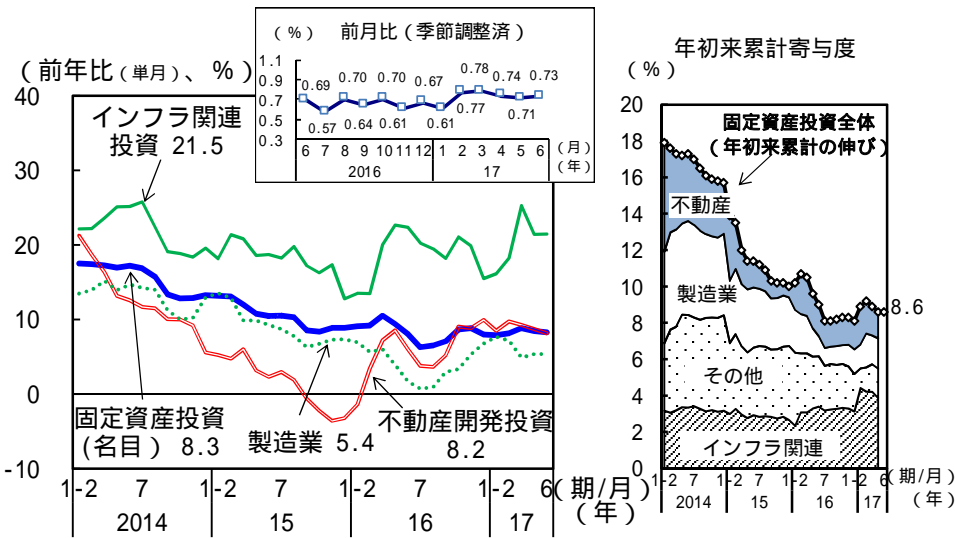 （％） 前月比（季節調整済）
1.1
0.9
0.7
0.5
0.3
0.69
0.57
0.70
0.64
0.70
0.61
0.67
0.61
0.78
0.77
0.74
0.71
0.73
6 7 8 9 10 11 12 1 2 3 4 5 6 （月）
2016 17 （年）
（前年比（単月）、％）
40
30
20
10
0
-10
インフラ関連
投資 21.5
固定資産投資
(名目） 8.3
製造業 5.4
不動産開発投資
8.2
1-2 7 1-2 7 1-2 7 1-2 6 （期/月）
2014 15 16 17 （年）
年初来累計寄与度
（％）
20
18
16
14
12
10
8
6
4
2
0
固定資産投資全体
（年初来累計の伸び）
不動産
製造業
その他
インフラ関連
8.6
1-2 7 1-2 7 1-2 7 1-2 6 （期/月）
2014 15 16 17 （年）